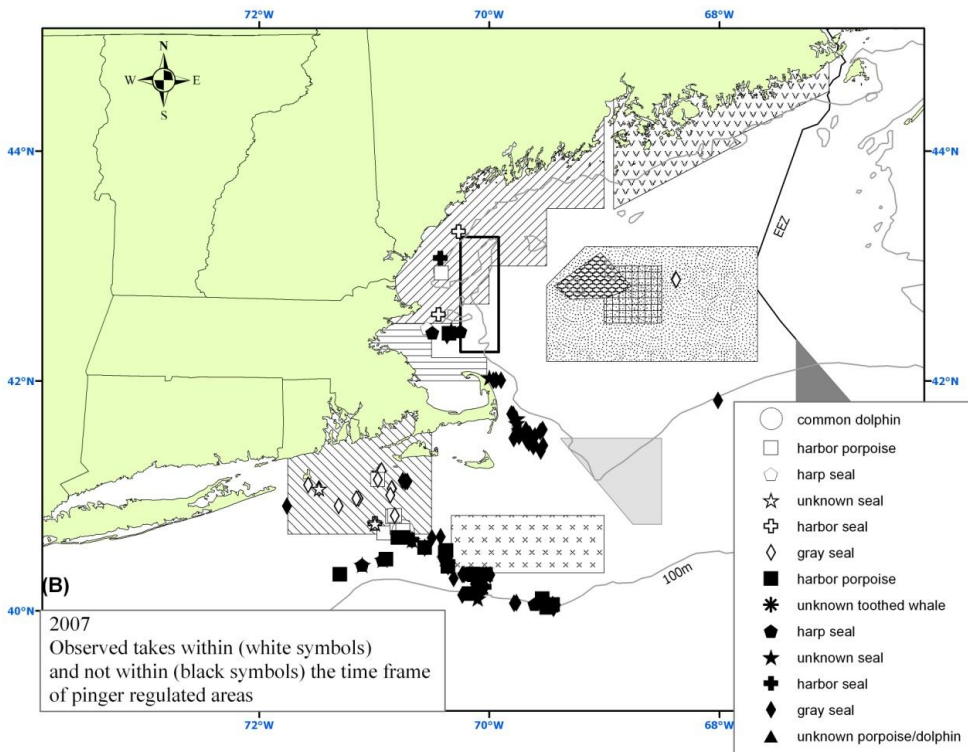 72°W 70°W 68°W
N
W E
S
44°N 44°N
EEZ
42°N 42°N
100m
(B)
40°N
2007
Observed takes within (white symbols)
and not within (black symbols) the time frame
of pinger regulated areas
common dolphin
harbor porpoise
harp seal
unknown seal
harbor seal
gray seal
harbor porpoise
unknown toothed whale
harp seal
unknown seal
harbor seal
gray seal
unknown porpoise/dolphin
72°W 70°W 68°W